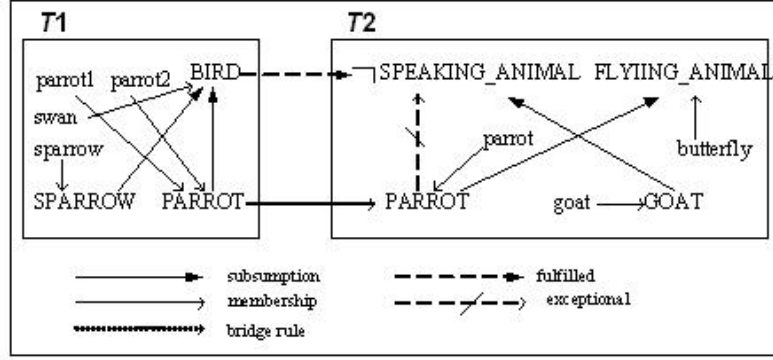 T1 T2
BIRD ¬SPEAKING_ANIMAL FLYIING_ANIMAL
parrot1 parrot2
swan
sparrow
parrot
butterfly
SPARROW PARROT
PARROT goat GOAT
subsumption fulfilled
membership exceptional
bridge rule